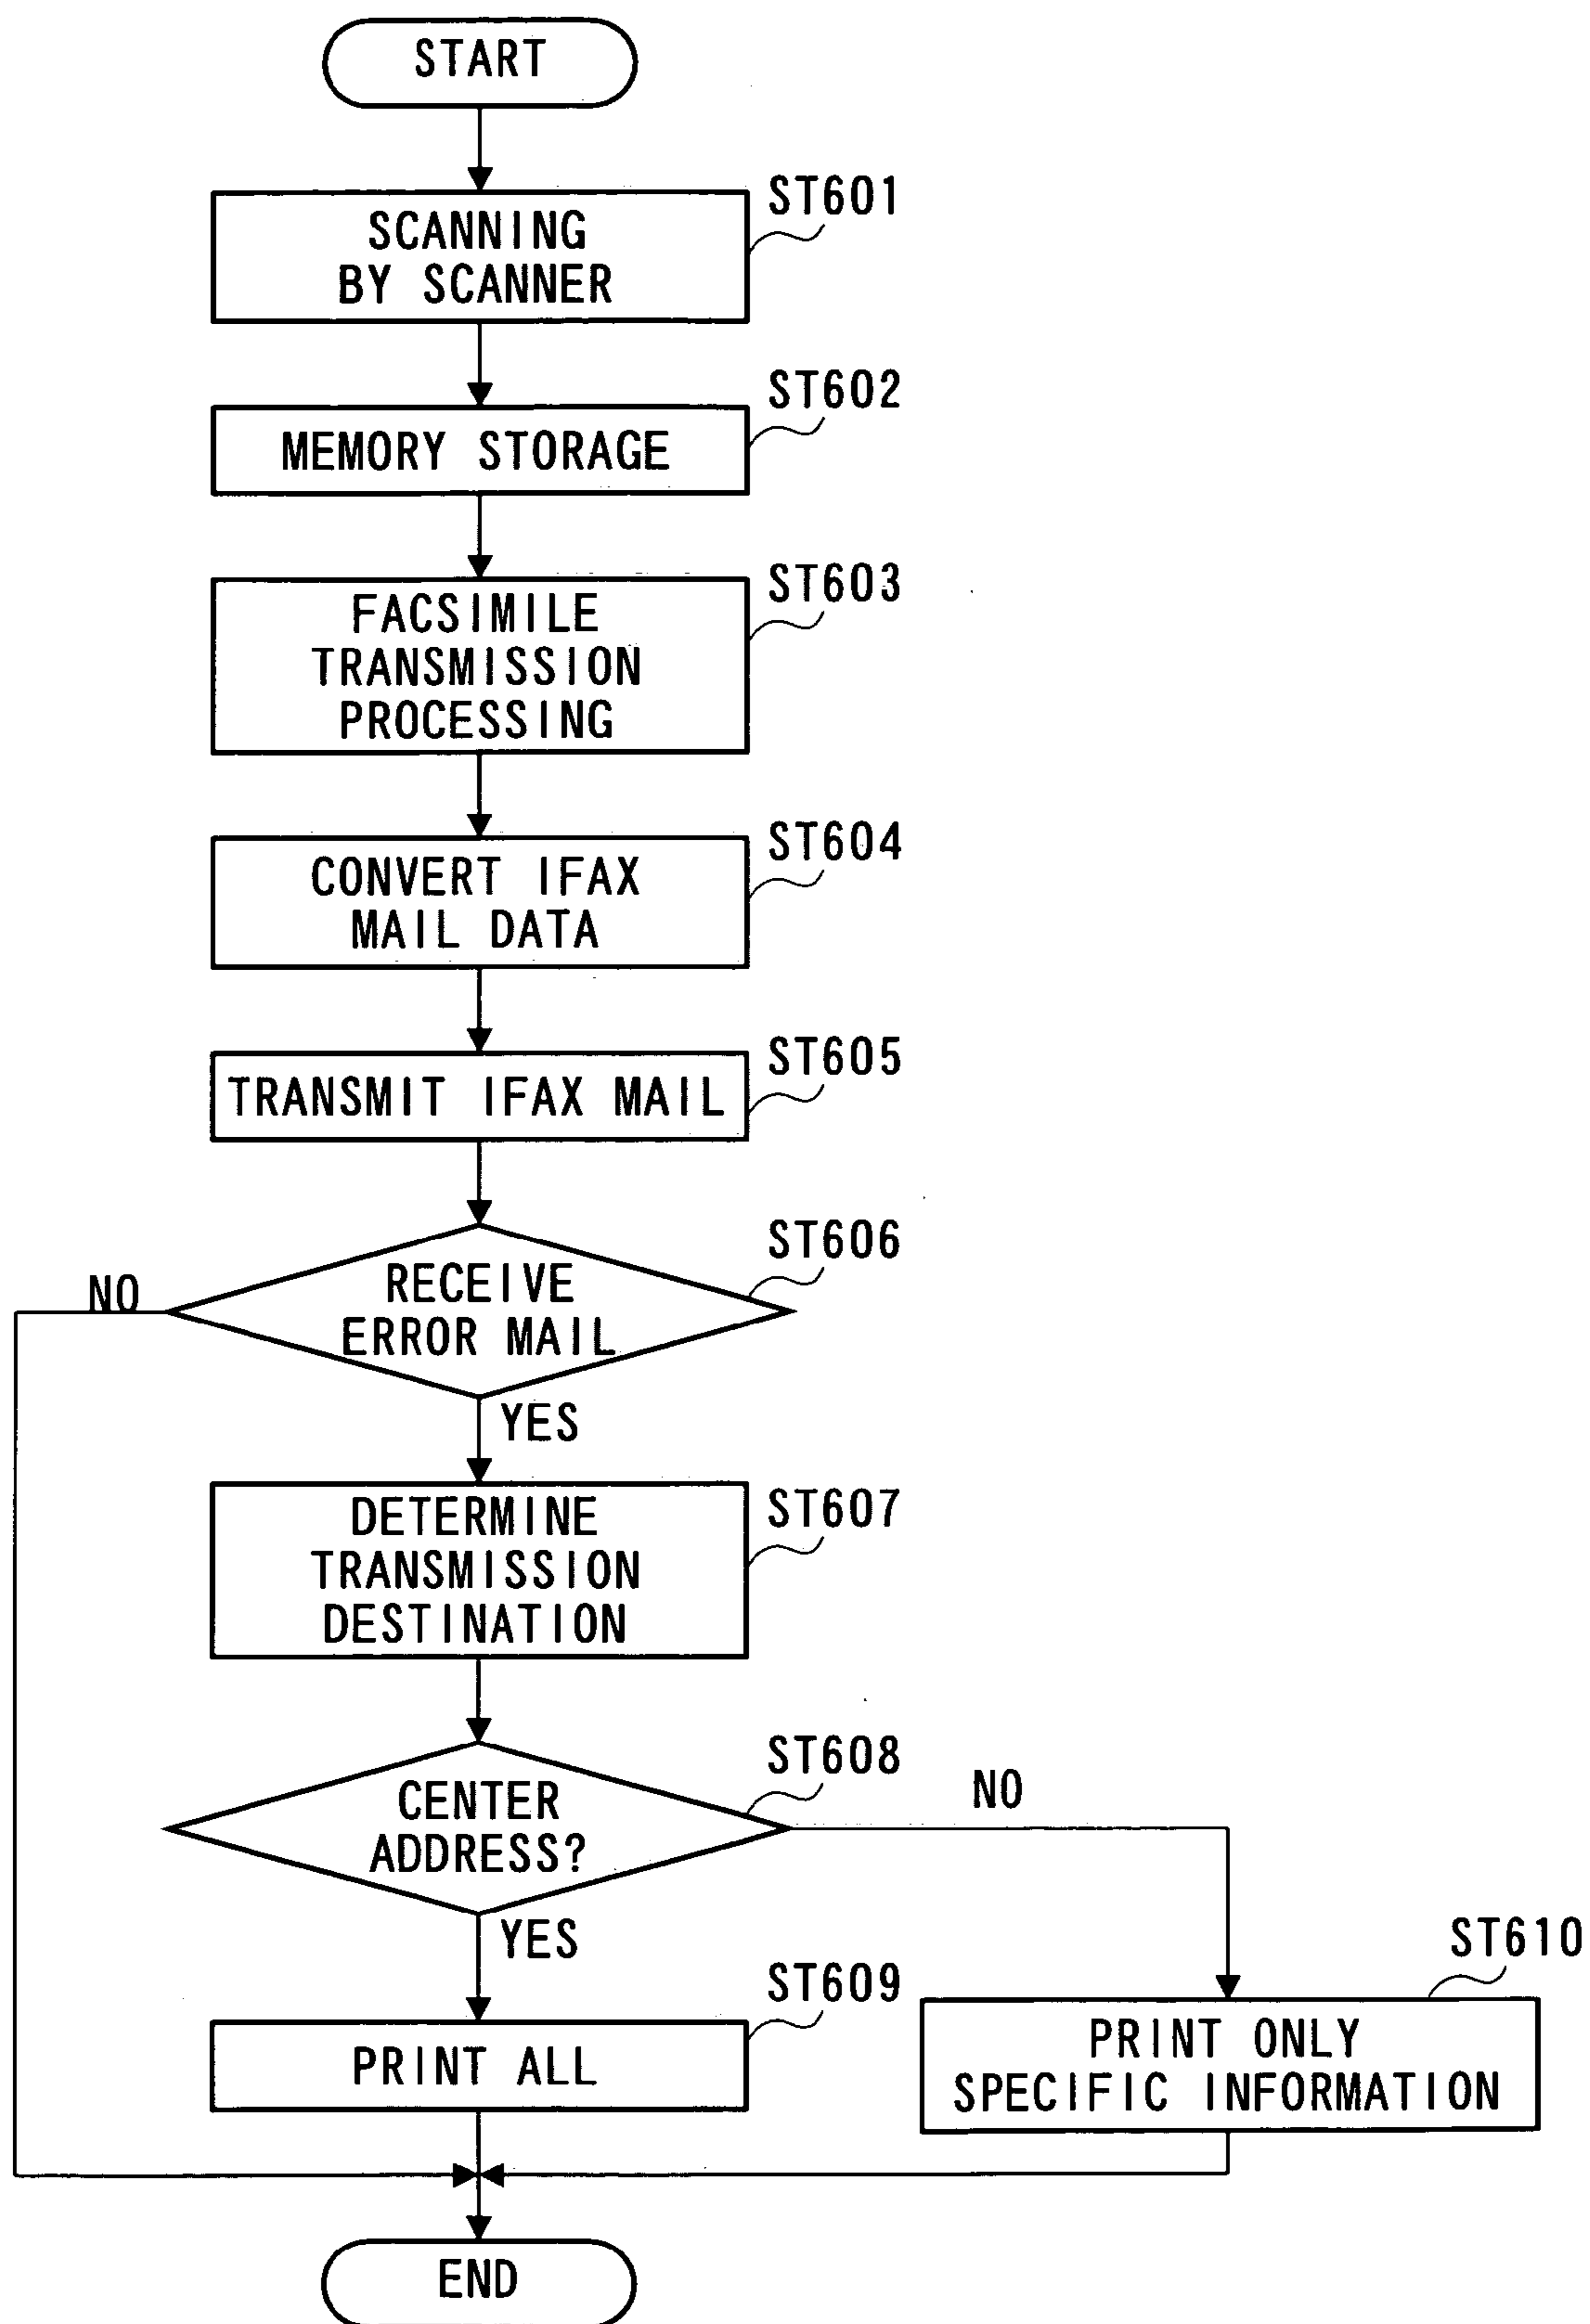 START
ST601
SCANNING
BY SCANNER
ST602
MEMORY STORAGE
ST603
FACSIMILE
TRANSMISSION
PROCESSING
ST604
CONVERT IFAX
MAIL DATA
ST605
TRANSMIT IFAX MAIL
ST606
NO
RECEIVE
ERROR MAIL
YES
ST607
DETERMINE
TRANSMISSION
DESTINATION
ST608
NO
CENTER
ADDRESS?
YES
ST610
ST609
PRINT ALL
PRINT ONLY
SPECIFIC INFORMATION
END